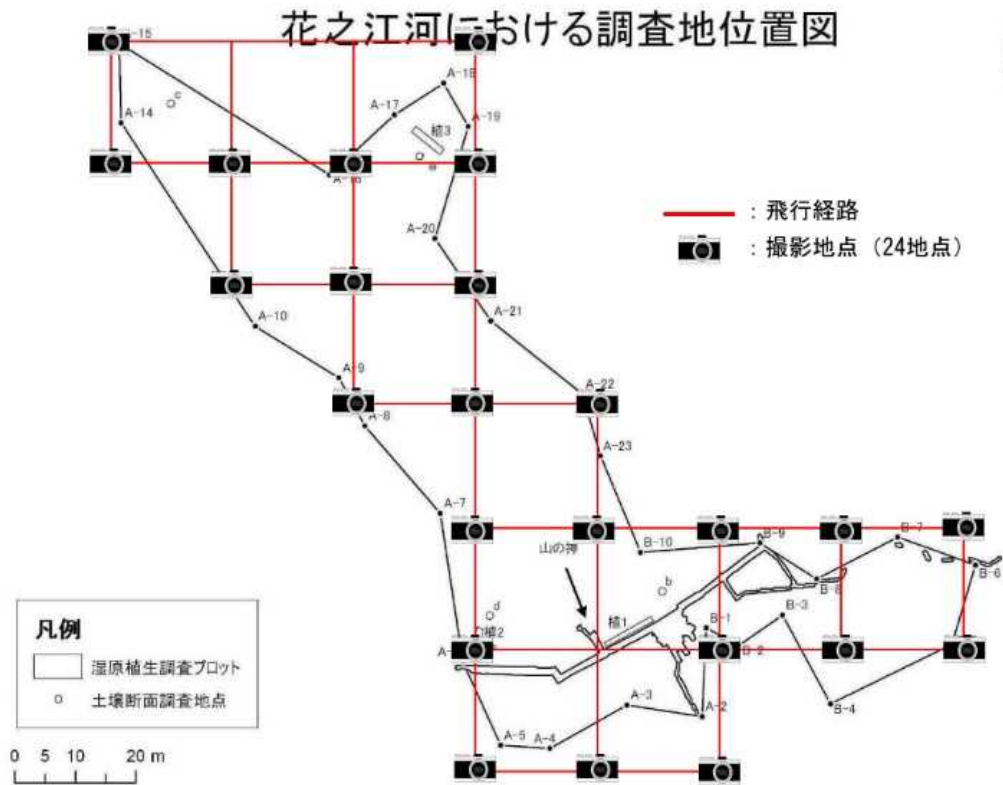 花之江河における調査地位置図
-15
A-18
c
A-17
A-14
A-19
植3
e
A-16
：飛行経路
A-20
：撮影地点（24地点）
A-21
A-10
A-9
A-22
A-8
A-23
A-7
B-7
B-9
山の神
B-10
B-6
B-8
b
凡例
d
B-3
植1
植2
B-1
A-
B-2
湿原植生調査プロット
A-3
土壌断面調査地点
A-2
B-4
A-5
A-4
0 5 10 20 m